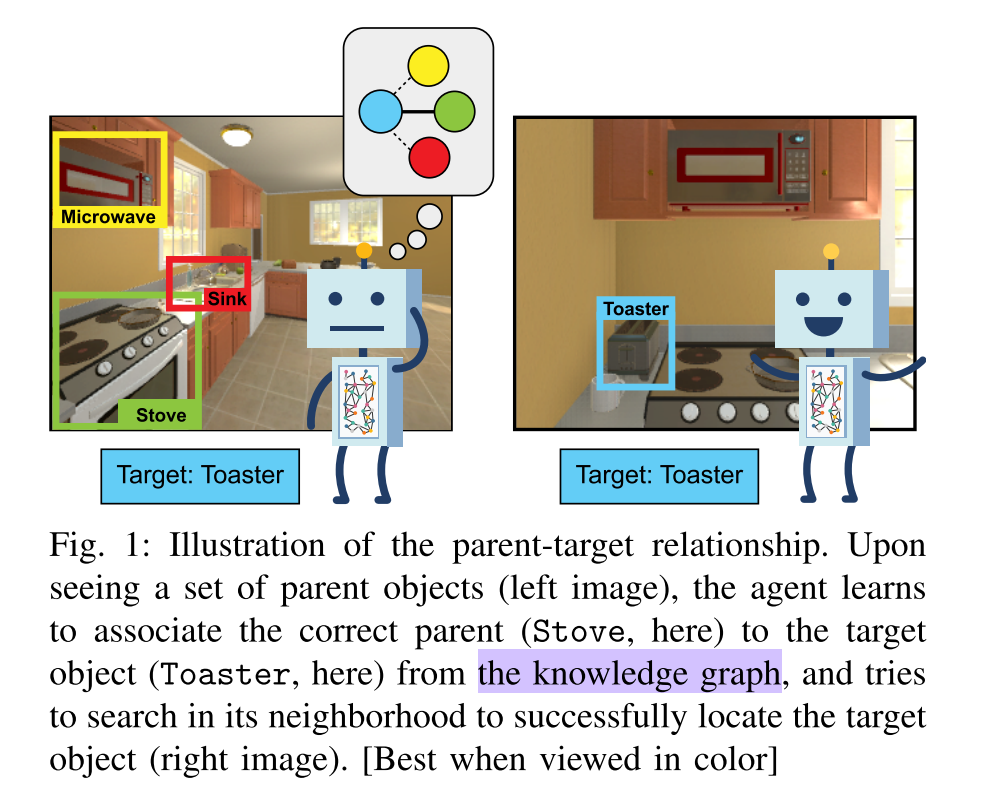 Microwave
Sink
Stove
Target: Toaster
Toaster
Target: Toaster
Fig. 1: Illustration of the parent-target relationship. Upon
seeing a set of parent objects (left image), the agent learns
to associate the correct parent (Stove, here) to the target
object (Toaster, here) from the knowledge graph, and tries
to search in its neighborhood to successfully locate the target
object (right image). [Best when viewed in color]